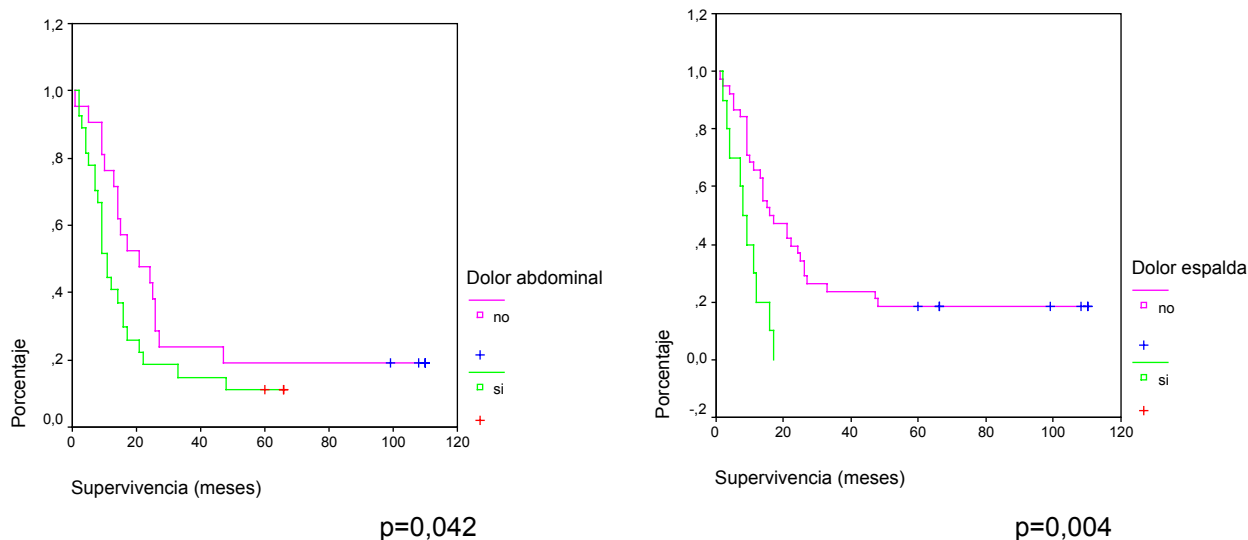 1,2
1,0
,8
,6
,4
,2
0,0
Porcentaje
0
20
40
60
80
100
120
Supervivencia (meses)
Dolor abdominal
no
si
p=0,042
1,2
1,0
,8
,6
,4
,2
0,0
-,2
Porcentaje
0
20
40
60
80
100
120
Supervivencia (meses)
Dolor espalda
no
si
p=0,004